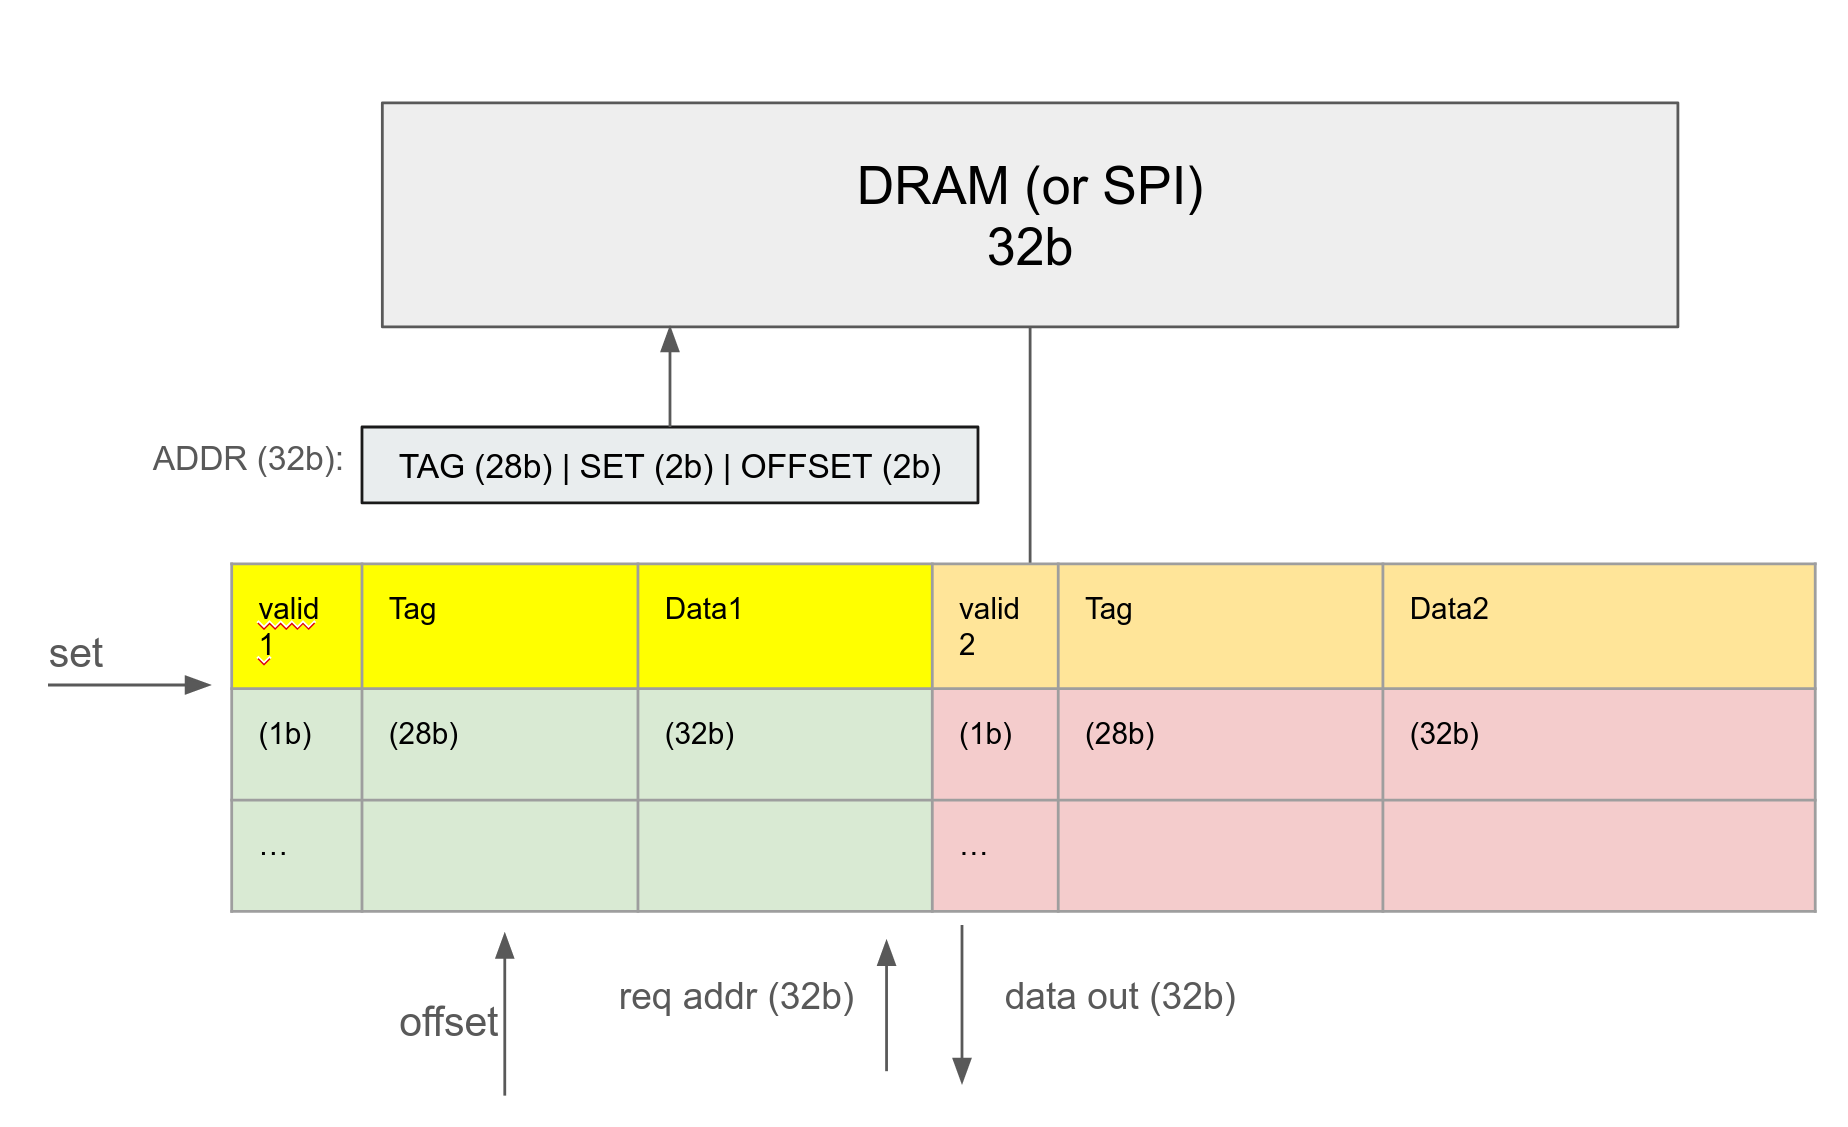 DRAM (or SPI)
32b
ADDR (32b):
TAG (28b) | SET (2b) | OFFSET (2b)
set
valid
1
Tag
Data1
valid
2
Tag
Data2
(1b)
(28b)
(32b)
(1b)
(28b)
(32b)
…
…
offset
req addr (32b)
data out (32b)